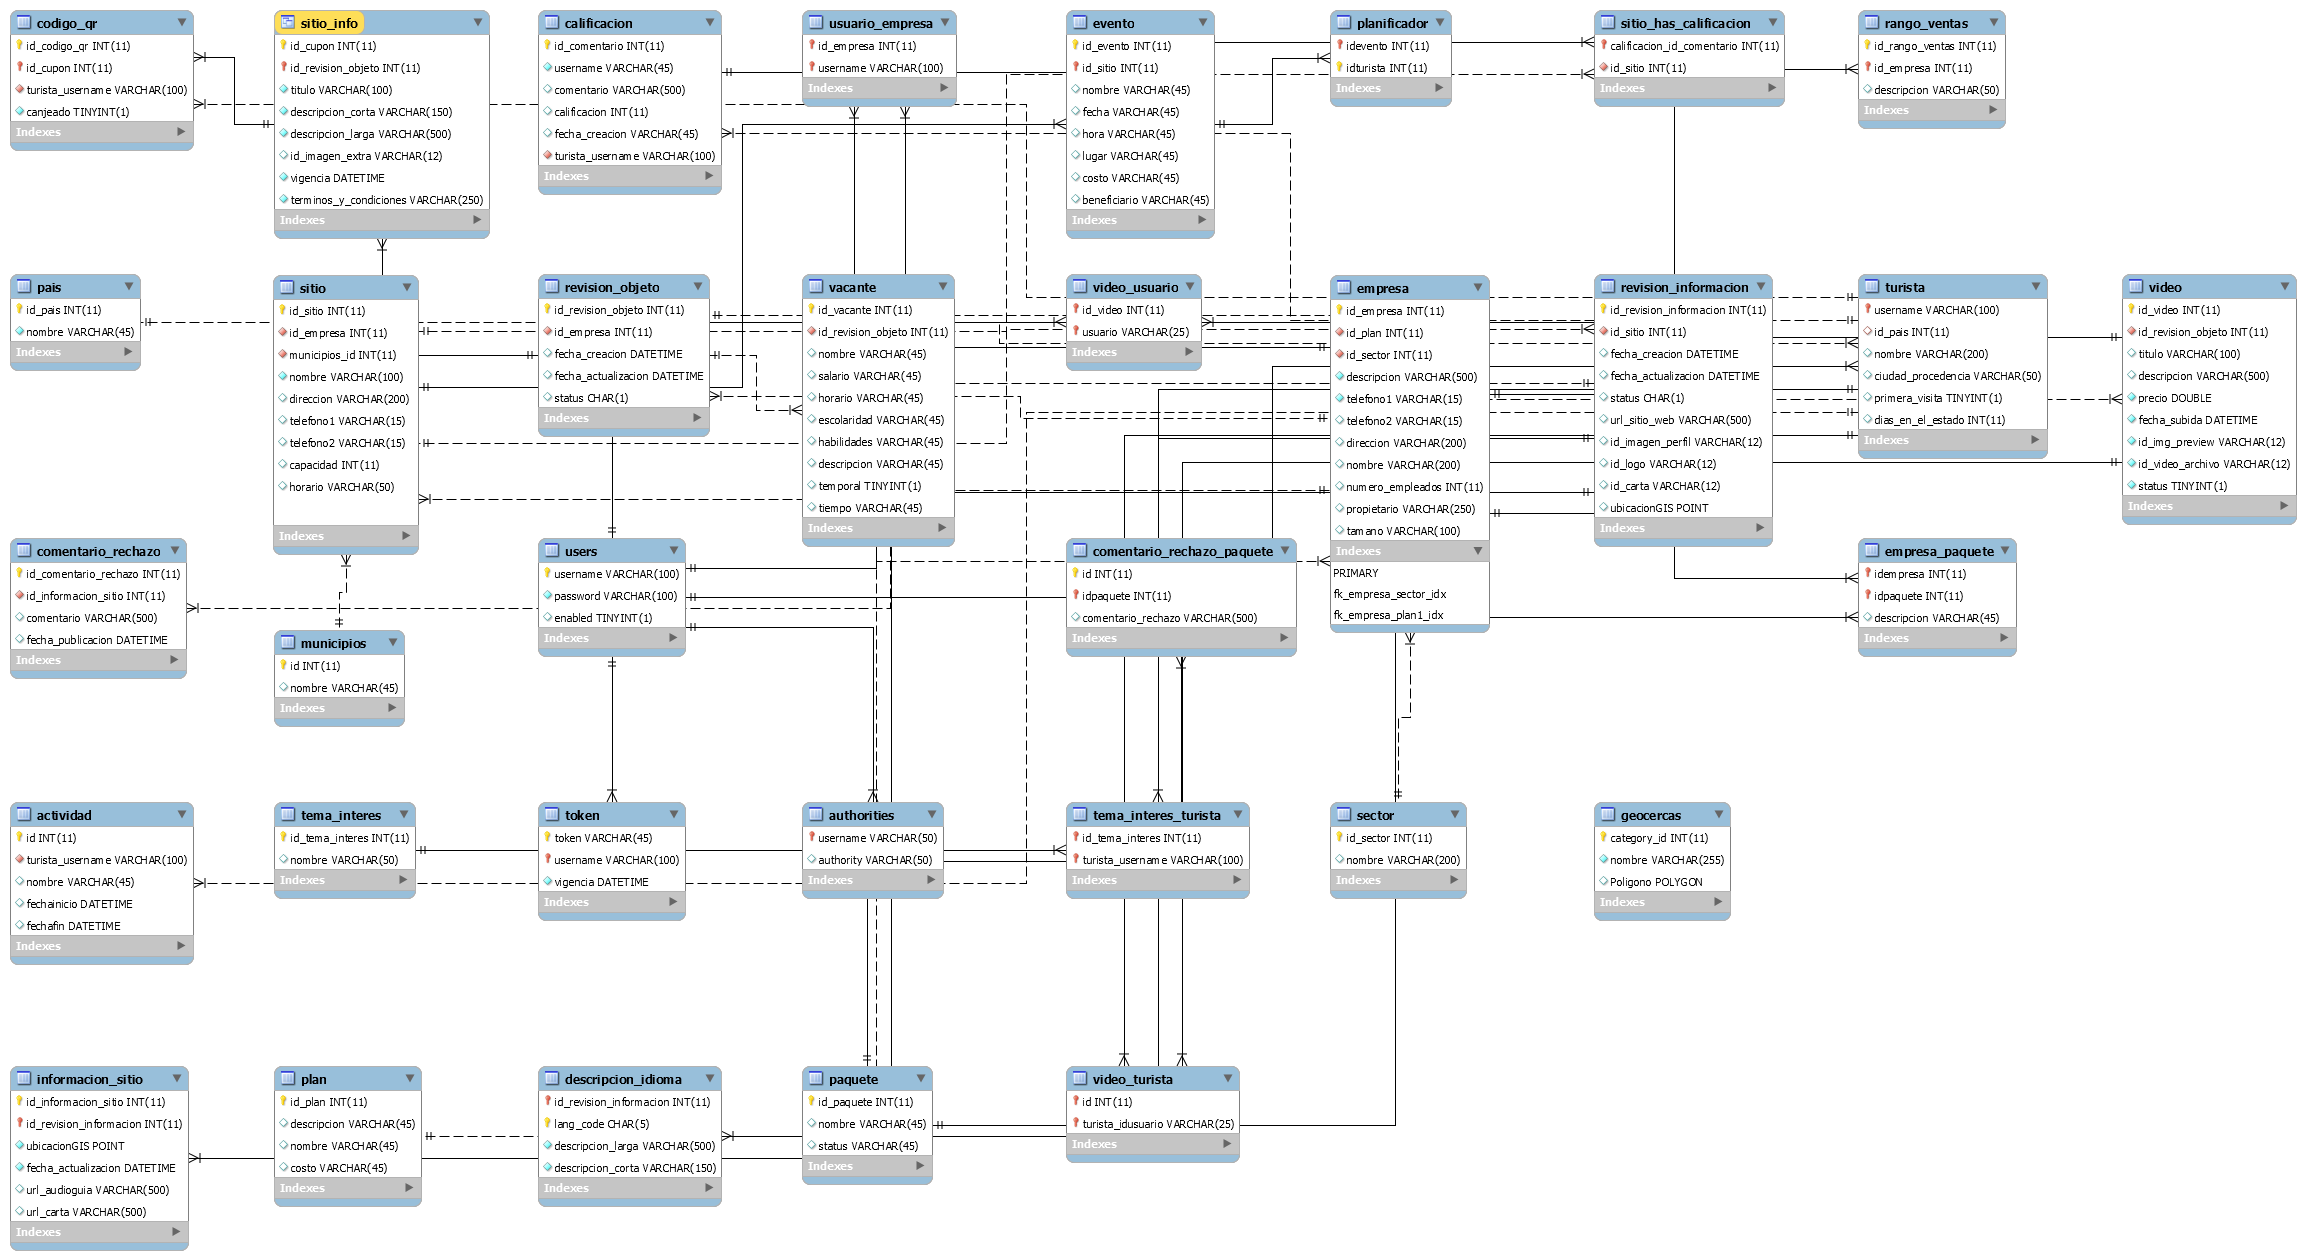 codigo_qr
id_codigo_qr INT(11)
id_cupon INT(11)
turista_username VARCHAR(100)
canjeado TINYINT(1)
Indexes
sitio_info
id_cupon INT(11)
id_revision_objeto INT(11)
titulo VARCHAR(100)
descripcion_corta VARCHAR(150)
descripcion_larga VARCHAR(500)
id_imagen_extra VARCHAR(12)
vigencia DATETIME
terminos_y_condiciones VARCHAR(250)
Indexes
calificacion
id_comentario INT(11)
username VARCHAR(45)
comentario VARCHAR(500)
calificacion INT(11)
fecha_creacion VARCHAR(45)
turista_username VARCHAR(100)
Indexes
usuario_empresa
id_empresa INT(11)
username VARCHAR(100)
Indexes
evento
id_evento INT(11)
id_sitio INT(11)
nombre VARCHAR(45)
fecha VARCHAR(45)
hora VARCHAR(45)
lugar VARCHAR(45)
costo VARCHAR(45)
beneficiario VARCHAR(45)
Indexes
planificador
idevento INT(11)
idturista INT(11)
Indexes
sitio_has_calificacion
calificacion_id_comentario INT(11)
id_sitio INT(11)
Indexes
rango_ventas
id_rango_ventas INT(11)
id_empresa INT(11)
descripcion VARCHAR(50)
Indexes
pais
id_pais INT(11)
nombre VARCHAR(45)
Indexes
sitio
id_sitio INT(11)
id_empresa INT(11)
municipios_id INT(11)
nombre VARCHAR(100)
direccion VARCHAR(200)
telefono1 VARCHAR(15)
telefono2 VARCHAR(15)
capacidad INT(11)
horario VARCHAR(50)
Indexes
revision_objeto
id_revision_objeto INT(11)
id_empresa INT(11)
fecha_creacion DATETIME
fecha_actualizacion DATETIME
status CHAR(1)
Indexes
vacante
id_vacante INT(11)
id_revision_objeto INT(11)
nombre VARCHAR(45)
salario VARCHAR(45)
horario VARCHAR(45)
escolaridad VARCHAR(45)
habilidades VARCHAR(45)
descripcion VARCHAR(45)
temporal TINYINT(1)
tiempo VARCHAR(45)
Indexes
video_usuario
id_video INT(11)
usuario VARCHAR(25)
Indexes
empresa
id_empresa INT(11)
id_plan INT(11)
id_sector INT(11)
descripcion VARCHAR(500)
telefono1 VARCHAR(15)
telefono2 VARCHAR(15)
direccion VARCHAR(200)
nombre VARCHAR(200)
numero_empleados INT(11)
propietario VARCHAR(250)
tamano VARCHAR(100)
Indexes
PRIMARY
fk_empresa_sector_idx
fk_empresa_plan1_idx
revision_informacion
id_revision_informacion INT(11)
id_sitio INT(11)
fecha_creacion DATETIME
fecha_actualizacion DATETIME
status CHAR(1)
url_sitio_web VARCHAR(500)
id_imagen_perfil VARCHAR(12)
id_logo VARCHAR(12)
id_carta VARCHAR(12)
ubicacionGIS POINT
Indexes
turista
username VARCHAR(100)
id_pais INT(11)
nombre VARCHAR(200)
ciudad_procedencia VARCHAR(50)
primera_visita TINYINT(1)
dias_en_el_estado INT(11)
Indexes
video
id_video INT(11)
id_revision_objeto INT(11)
titulo VARCHAR(100)
descripcion VARCHAR(500)
precio DOUBLE
fecha_subida DATETIME
id_img_preview VARCHAR(12)
id_video_archivo VARCHAR(12)
status TINYINT(1)
Indexes
comentario_rechazo
id_comentario_rechazo INT(11)
id_informacion_sitio INT(11)
comentario VARCHAR(500)
fecha_publicacion DATETIME
Indexes
municipios
id INT(11)
nombre VARCHAR(45)
Indexes
users
username VARCHAR(100)
password VARCHAR(100)
enabled TINYINT(1)
Indexes
comentario_rechazo_paquete
id INT(11)
idpaquete INT(11)
comentario_rechazo VARCHAR(500)
Indexes
empresa_paquete
idempresa INT(11)
idpaquete INT(11)
descripcion VARCHAR(45)
Indexes
actividad
id INT(11)
turista_username VARCHAR(100)
nombre VARCHAR(45)
fechainicio DATETIME
fechafin DATETIME
Indexes
tema_interes
id_tema_interes INT(11)
nombre VARCHAR(50)
Indexes
token
token VARCHAR(45)
username VARCHAR(100)
vigencia DATETIME
Indexes
authorities
username VARCHAR(50)
authority VARCHAR(50)
Indexes
tema_interes_turista
id_tema_interes INT(11)
turista_username VARCHAR(100)
Indexes
sector
id_sector INT(11)
nombre VARCHAR(200)
Indexes
geocercas
category_id INT(11)
nombre VARCHAR(255)
Poligono POLYGON
Indexes
informacion_sitio
id_informacion_sitio INT(11)
id_revision_informacion INT(11)
ubicacionGIS POINT
fecha_actualizacion DATETIME
url_audioguia VARCHAR(500)
url_carta VARCHAR(500)
Indexes
plan
id_plan INT(11)
descripcion VARCHAR(45)
nombre VARCHAR(45)
costo VARCHAR(45)
Indexes
descripcion_idioma
id_revision_informacion INT(11)
lang_code CHAR(5)
descripcion_larga VARCHAR(500)
descripcion_corta VARCHAR(150)
Indexes
paquete
id_paquete INT(11)
nombre VARCHAR(45)
status VARCHAR(45)
Indexes
video_turista
id INT(11)
turista_idusuario VARCHAR(25)
Indexes